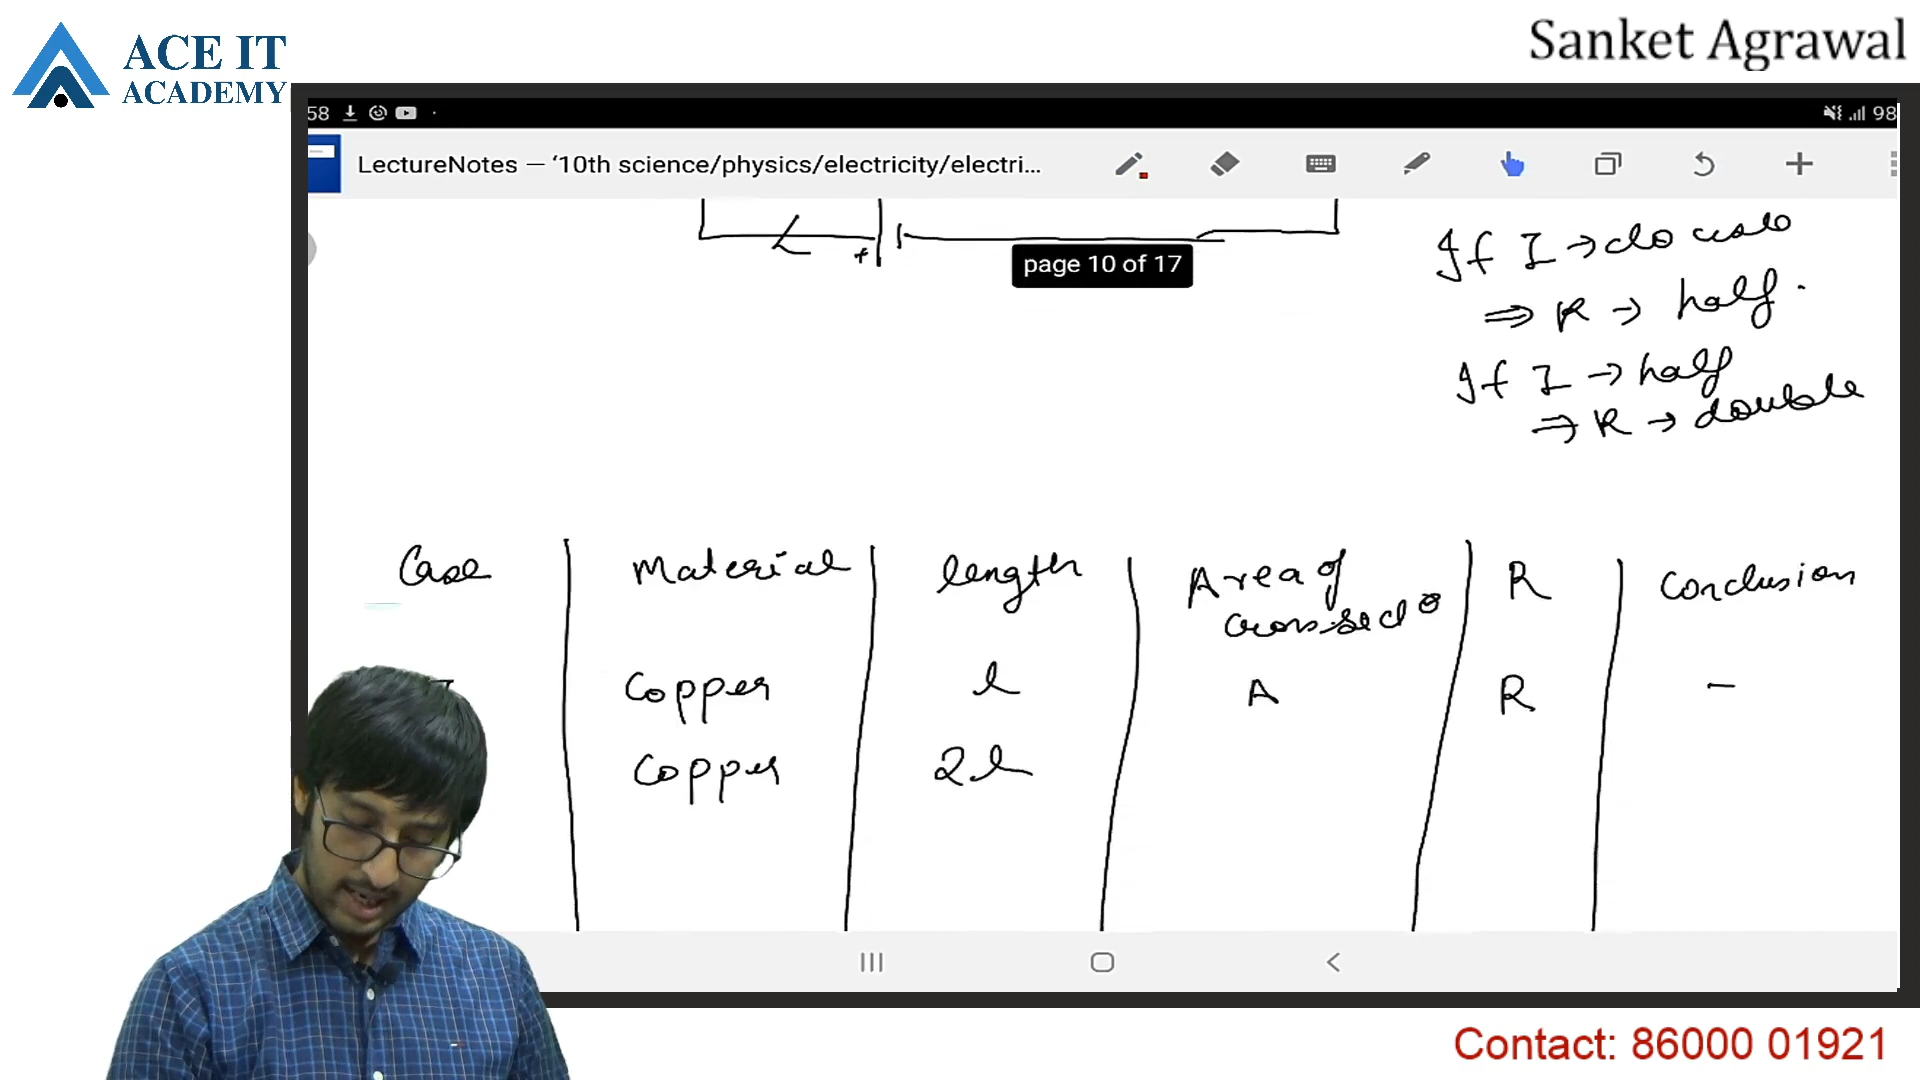 ACE IT
ACADEMY
Sanket Agrawal
58
98
LectureNotes — ‘10th science/physics/electricity/electri...
+
page 10 of 17
If I → double
⇒ R → half.
If I → half
⇒ R → double
Case Material length Area of R Conclusion
cross-sectn
I Copper l A R –
Copper 2l
Contact: 86000 01921